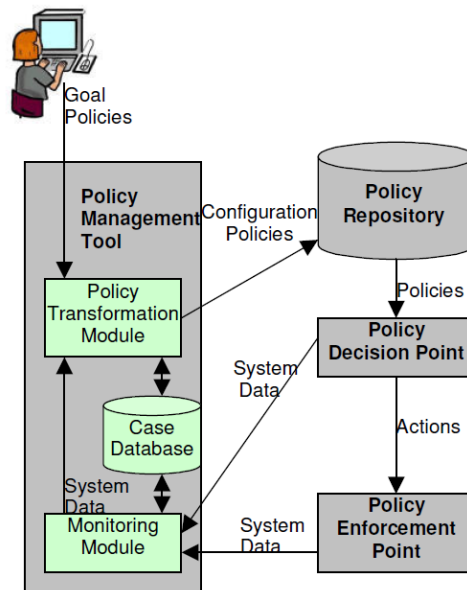 Goal
Policies
Policy
Management
Tool
Configuration
Policies
Policy
Repository
Policy
Transformation
Module
Policies
Policy
Decision Point
System
Data
Case
Database
Actions
System
Data
Monitoring
Module
System
Data
Policy
Enforcement
Point